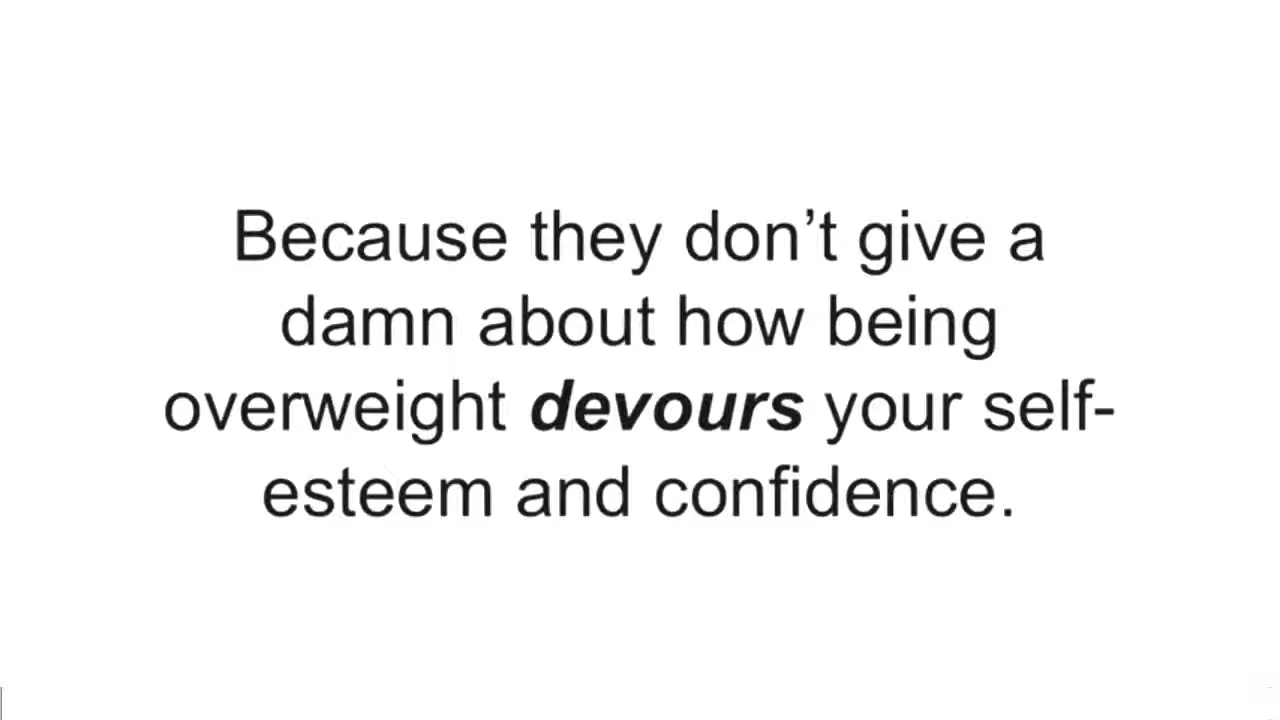 Because they don’t give a
damn about how being
overweight devours your self-
esteem and confidence.